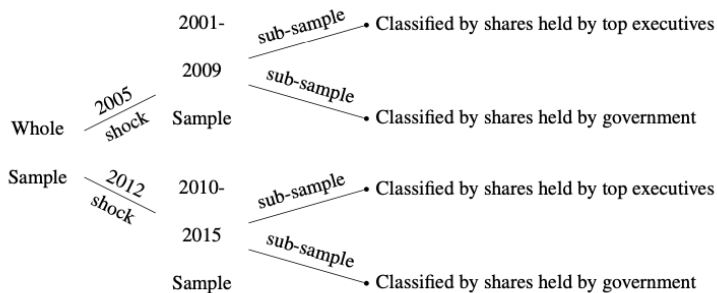 2001-
sub-sample
Classified by shares held by top executives
2009
2005
shock
sub-sample
Whole
Sample
Classified by shares held by government
Sample
2012
shock
2010-
sub-sample
Classified by shares held by top executives
2015
sub-sample
Sample
Classified by shares held by government